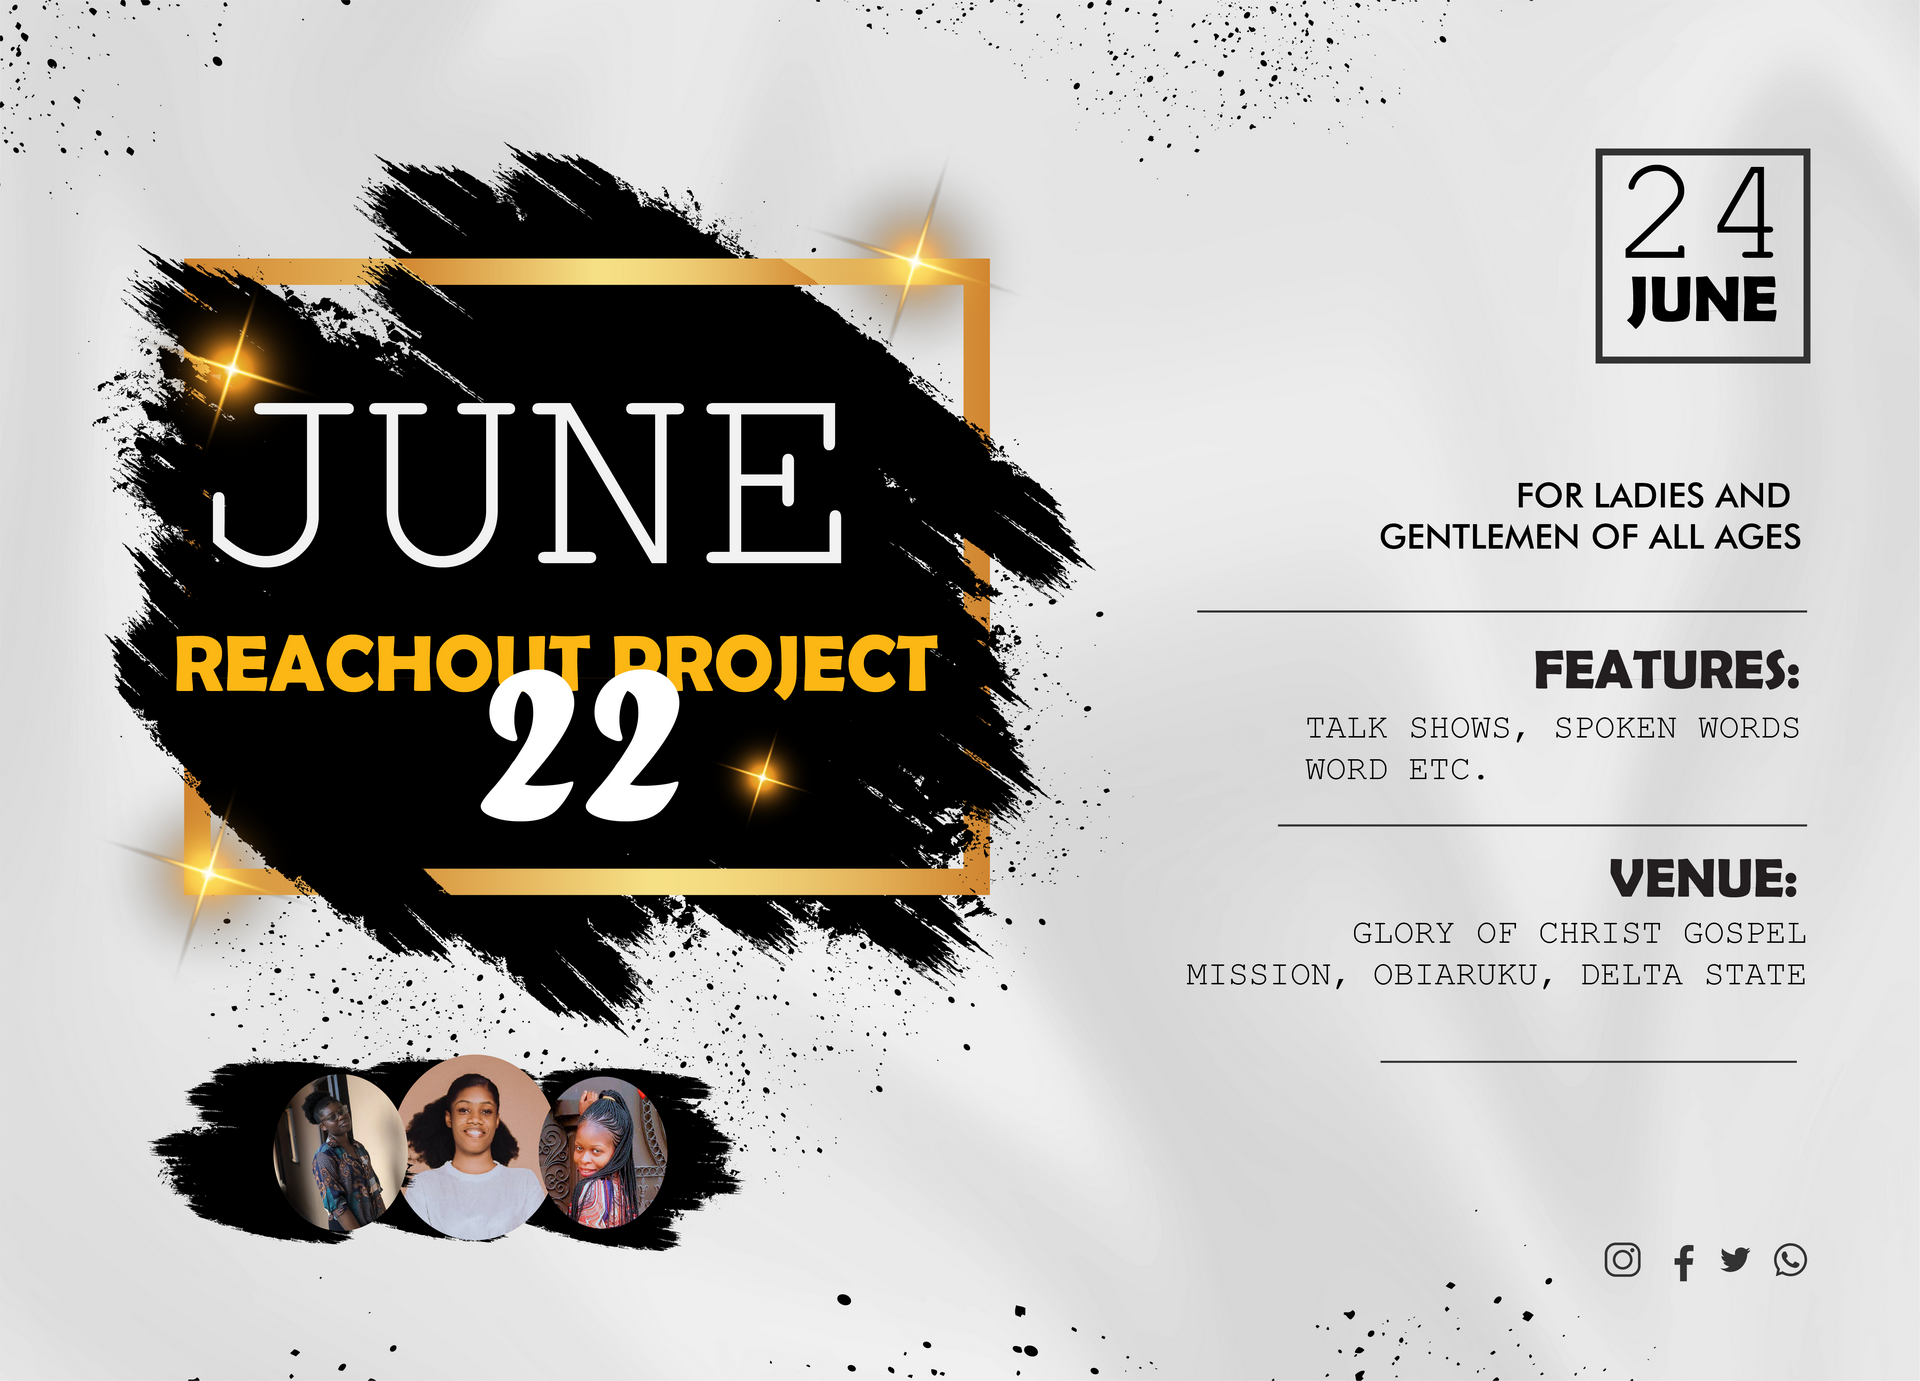 JUNE
REACHOUT PROJECT
22
24
JUNE
FOR LADIES AND
GENTLEMEN OF ALL AGES
FEATURES:
TALK SHOWS, SPOKEN WORDS
WORD ETC.
VENUE:
GLORY OF CHRIST GOSPEL
MISSION, OBIARUKU, DELTA STATE